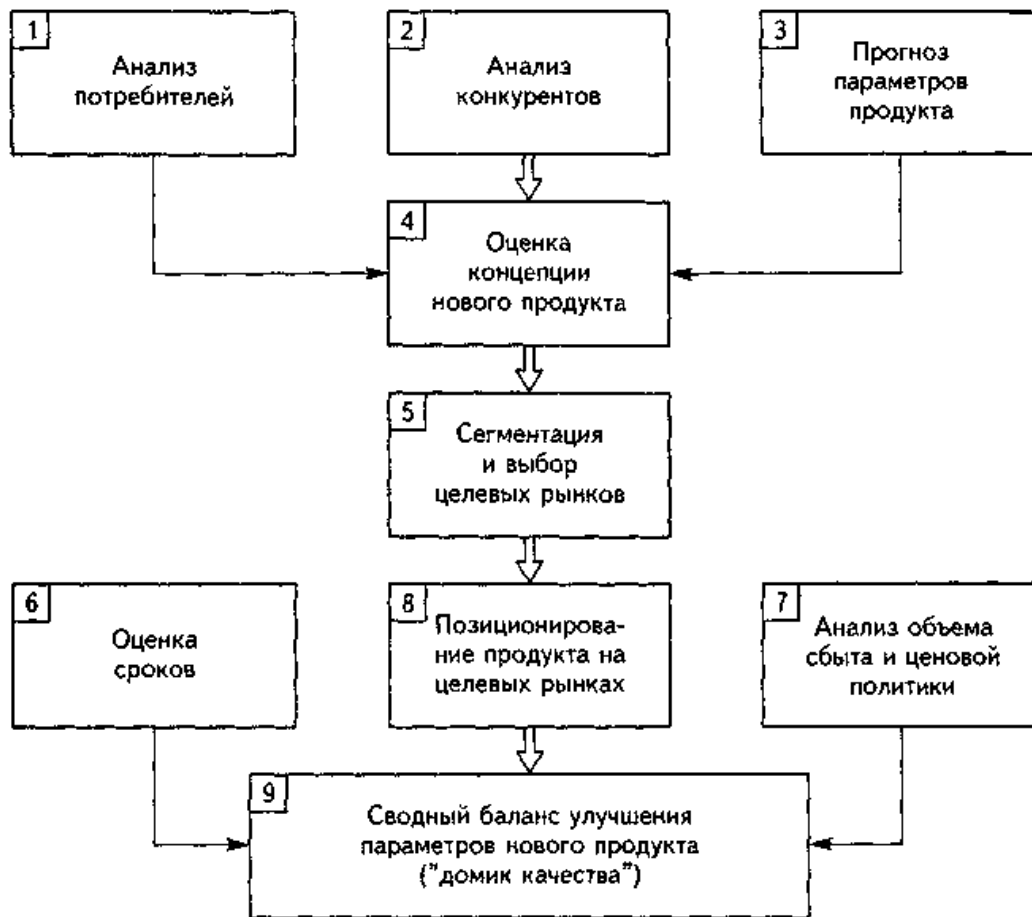 1
Анализ
потребителей
2
Анализ
конкурентов
3
Прогноз
параметров
продукта
4
Оценка
концепции
нового продукта
5
Сегментация
и выбор
целевых рынков
6
Оценка
сроков
8
Позиционирова-
ние продукта на
целевых рынках
7
Анализ объема
сбыта и ценовой
политики
9
Сводный баланс улучшения
параметров нового продукта
("домик качества")